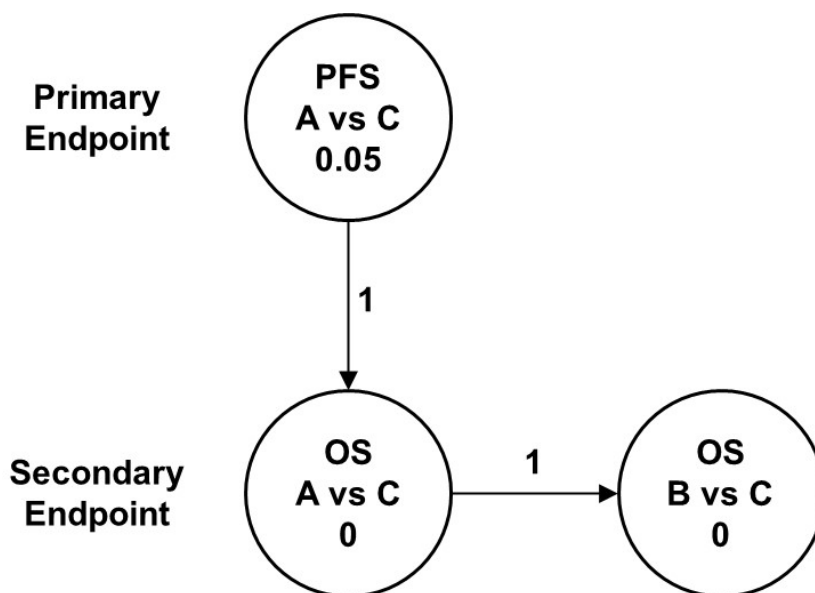 Primary
Endpoint
PFS
A vs C
0.05
1
Secondary
Endpoint
OS
A vs C
0
1
OS
B vs C
0